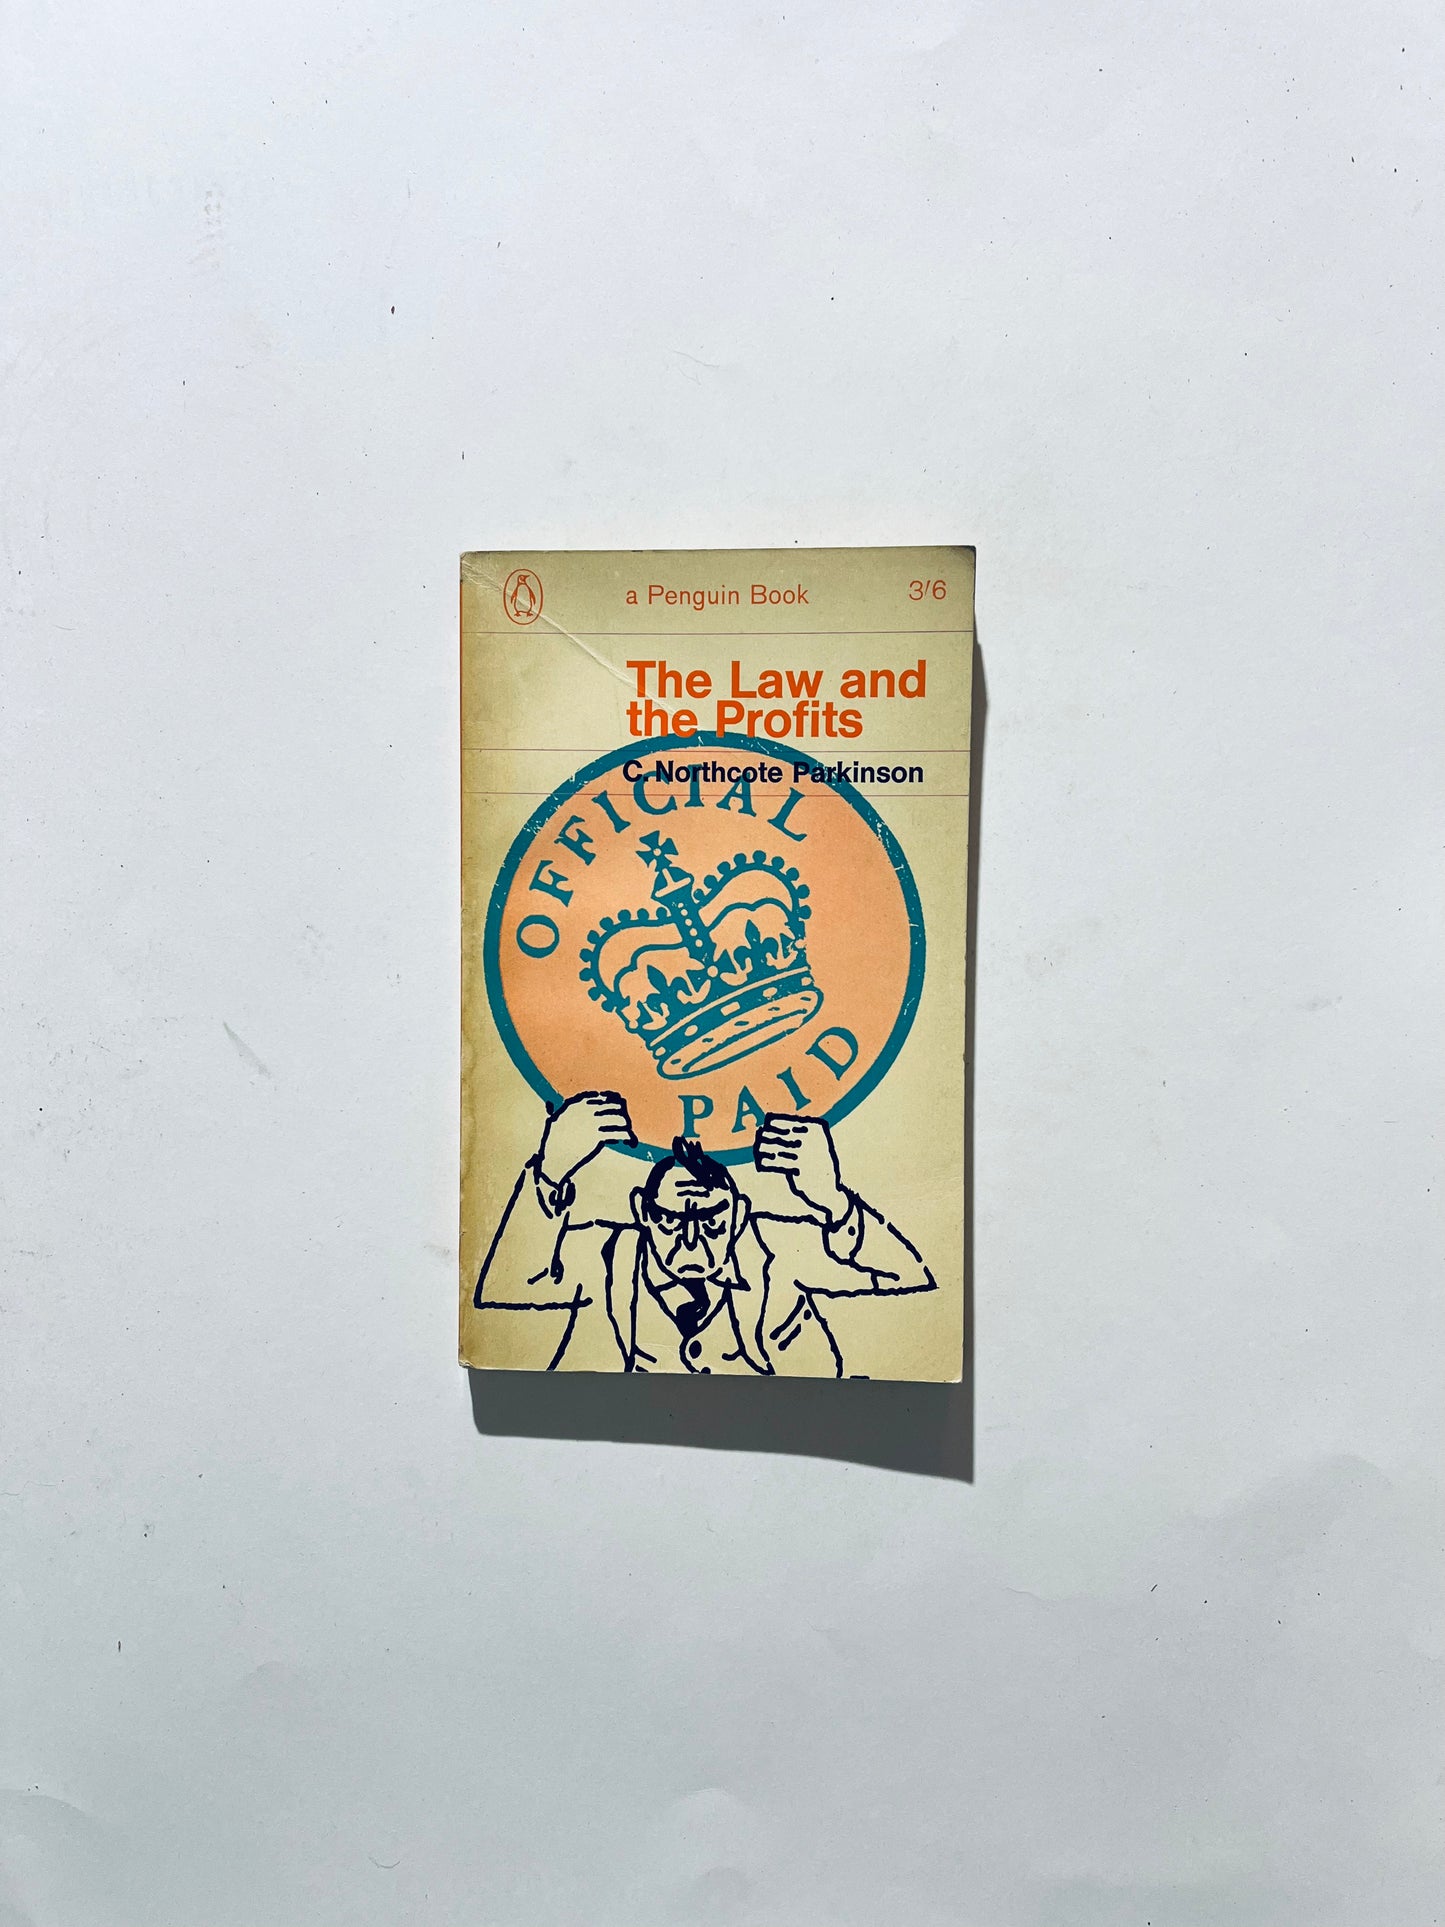 a Penguin Book
3/6
The Law and
the Profits
C. Northcote Parkinson
OFFICIAL
PAID